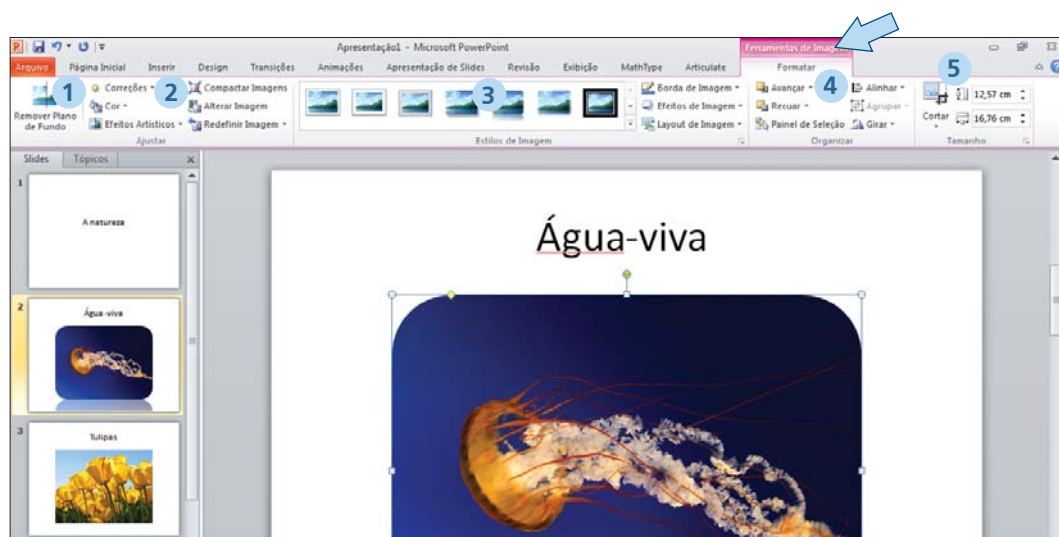 Apresentação1 - Microsoft PowerPoint
Ferramentas de Imagem
Arquivo Página Inicial Inserir Design Transições Animações Apresentação de Slides Revisão Exibição MathType Articulate Formatar
1 2 3 4 5
Correções Compactar Imagens Borda de Imagem Avançar Alinhar 12,57 cm
Remover Plano de Fundo Cor Alterar Imagem Efeitos de Imagem Recuar Agrupar Cortar
Efeitos Artísticos Redefinir Imagem Layout de Imagem Painel de Seleção Girar 16,76 cm
Ajustar Estilos de Imagem Organizar Tamanho
Slides Tópicos
1
A natureza
2
Água-viva
3
Tulipas
Água-viva